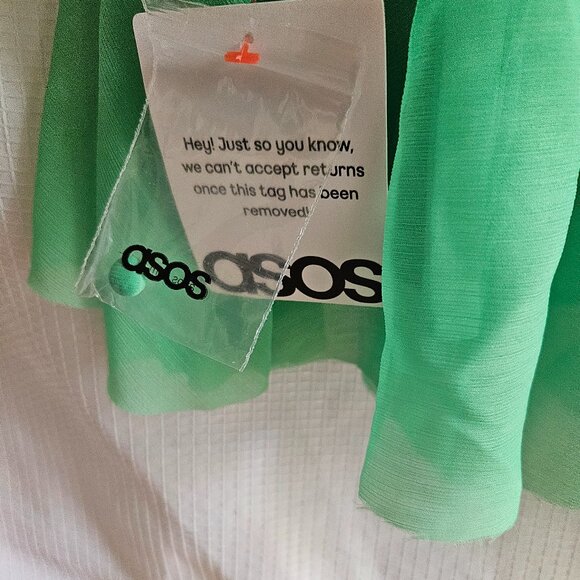 Hey! Just so you know,
we can't accept returns
once this tag has been
removed!
asos
asos